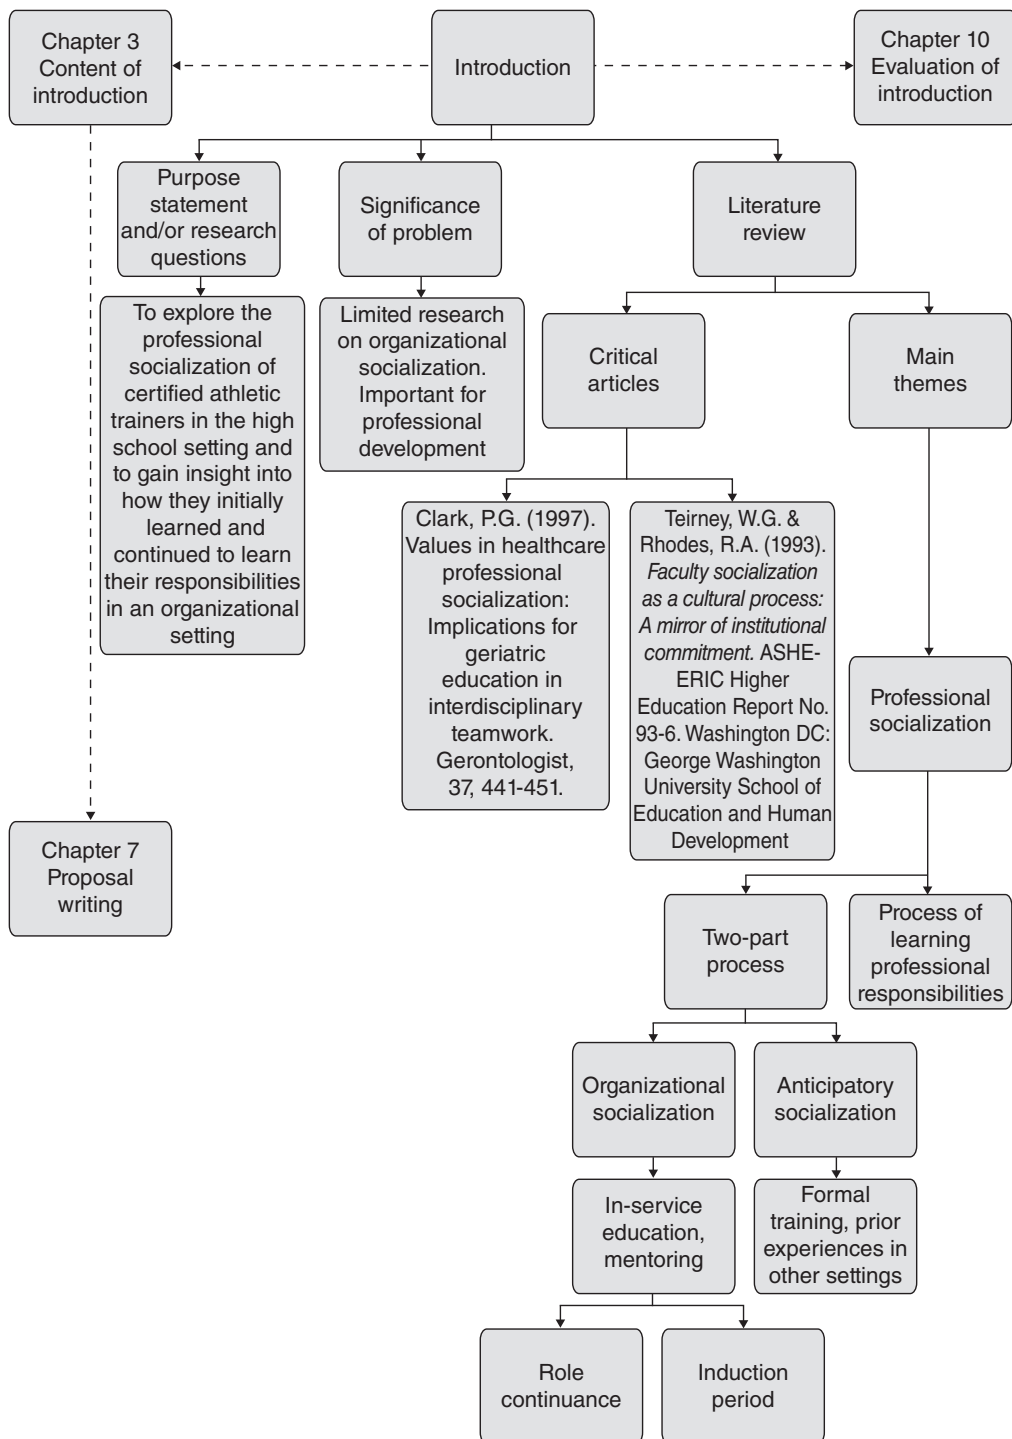 Chapter 3
Content of
introduction
Introduction
Chapter 10
Evaluation of
introduction
Purpose
statement
and/or research
questions
Significance
of problem
Literature
review
To explore the
professional
socialization of
certified athletic
trainers in the high
school setting and
to gain insight into
how they initially
learned and
continued to learn
their responsibilities
in an organizational
setting
Limited research
on organizational
socialization.
Important for
professional
development
Critical
articles
Main
themes
Clark, P.G. (1997).
Values in healthcare
professional
socialization:
Implications for
geriatric
education in
interdisciplinary
teamwork.
Gerontologist,
37, 441-451.
Teirney, W.G. &
Rhodes, R.A. (1993).
Faculty socialization
as a cultural process:
A mirror of institutional
commitment. ASHE-
ERIC Higher
Education Report No.
93-6. Washington DC:
George Washington
University School of
Education and Human
Development
Professional
socialization
Chapter 7
Proposal
writing
Two-part
process
Process of
learning
professional
responsibilities
Organizational
socialization
Anticipatory
socialization
In-service
education,
mentoring
Formal
training, prior
experiences in
other settings
Role
continuance
Induction
period